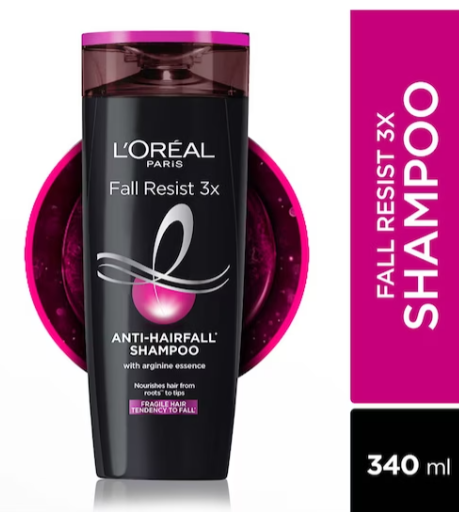 L'ORÉAL
PARIS
Fall Resist 3x
ANTI-HAIRFALL*
SHAMPOO
with arginine essence
Nourishes hair from
roots** to tips
FRAGILE HAIR
TENDENCY TO FALL*
FALL RESIST 3X
SHAMPOO
340 ml